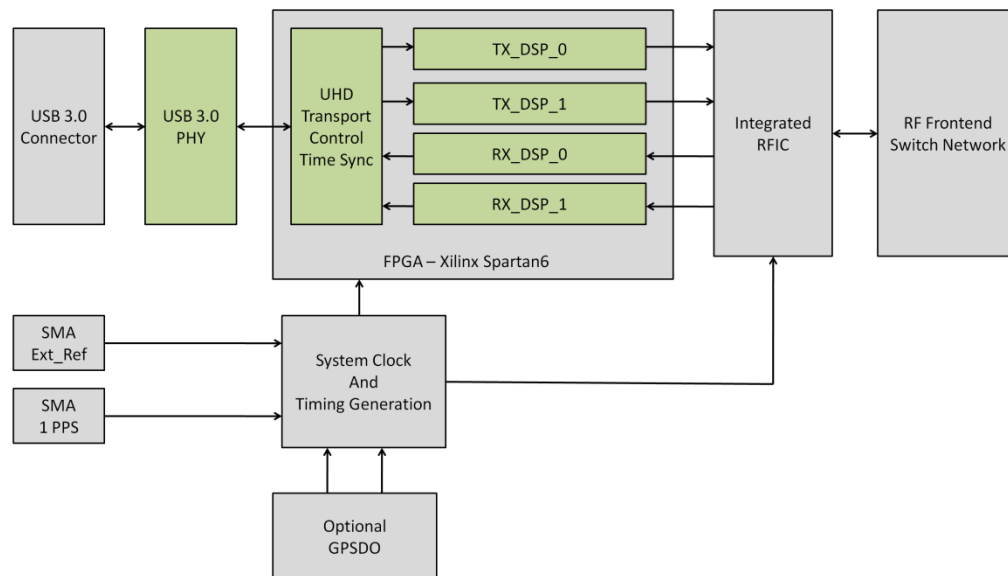 USB 3.0
Connector
USB 3.0
PHY
UHD
Transport
Control
Time Sync
TX_DSP_0
TX_DSP_1
RX_DSP_0
RX_DSP_1
FPGA – Xilinx Spartan6
Integrated
RFIC
RF Frontend
Switch Network
SMA
Ext_Ref
SMA
1 PPS
System Clock
And
Timing Generation
Optional
GPSDO